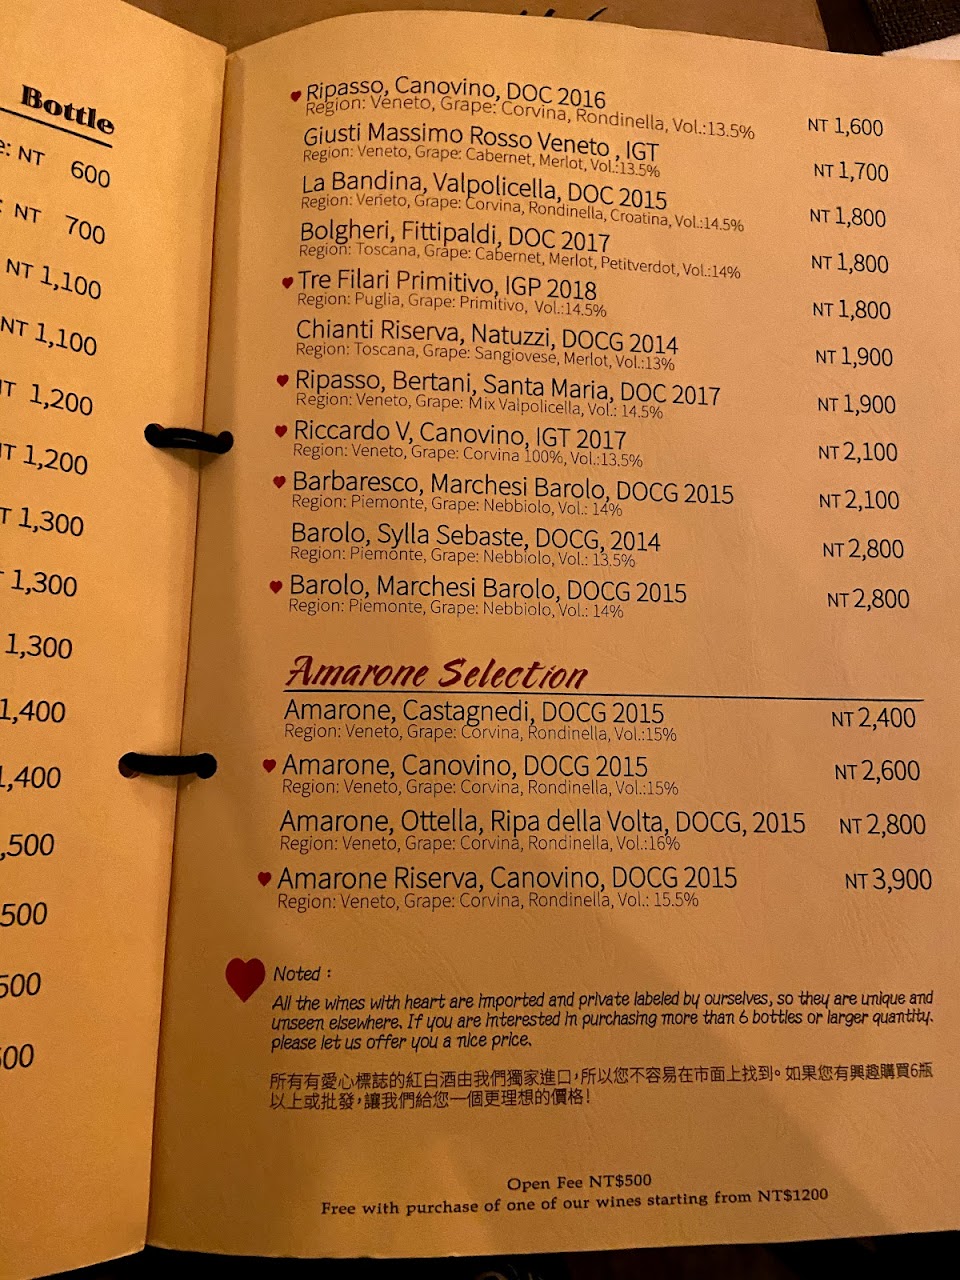 Bottle
e: NT 600
: NT 700
NT 1,100
NT 1,100
NT 1,200
NT 1,200
1,300
1,300
1,300
1,400
1,400
,500
500
500
Ripasso, Canovino, DOC 2016
Region: Veneto, Grape: Corvina, Rondinella, Vol.:13.5%
NT 1,600
Giusti Massimo Rosso Veneto , IGT
Region: Veneto, Grape: Cabernet, Merlot, Vol.:13.5%
NT 1,700
La Bandina, Valpolicella, DOC 2015
Region: Veneto, Grape: Corvina, Rondinella, Croatina, Vol.:14.5%
NT 1,800
Bolgheri, Fittipaldi, DOC 2017
Region: Toscana, Grape: Cabernet, Merlot, Petitverdot, Vol.:14%
NT 1,800
Tre Filari Primitivo, IGP 2018
Region: Puglia, Grape: Primitivo, Vol.:14.5%
NT 1,800
Chianti Riserva, Natuzzi, DOCG 2014
Region: Toscana, Grape: Sangiovese, Merlot, Vol.:13%
NT 1,900
Ripasso, Bertani, Santa Maria, DOC 2017
Region: Veneto, Grape: Mix Valpolicella, Vol.: 14.5%
NT 1,900
Riccardo V, Canovino, IGT 2017
Region: Veneto, Grape: Corvina 100%, Vol.:13.5%
NT 2,100
Barbaresco, Marchesi Barolo, DOCG 2015
Region: Piemonte, Grape: Nebbiolo, Vol.: 14%
NT 2,100
Barolo, Sylla Sebaste, DOCG, 2014
Region: Piemonte, Grape: Nebbiolo, Vol.: 13.5%
NT 2,800
Barolo, Marchesi Barolo, DOCG 2015
Region: Piemonte, Grape: Nebbiolo, Vol.: 14%
NT 2,800
Amarone Selection
Amarone, Castagnedi, DOCG 2015
Region: Veneto, Grape: Corvina, Rondinella, Vol.:15%
NT 2,400
Amarone, Canovino, DOCG 2015
Region: Veneto, Grape: Corvina, Rondinella, Vol.:15%
NT 2,600
Amarone, Ottella, Ripa della Volta, DOCG, 2015
Region: Veneto, Grape: Corvina, Rondinella, Vol.:16%
NT 2,800
Amarone Riserva, Canovino, DOCG 2015
Region: Veneto, Grape: Corvina, Rondinella, Vol.: 15.5%
NT 3,900
Noted :
All the wines with heart are imported and private labeled by ourselves, so they are unique and
unseen elsewhere. If you are interested in purchasing more than 6 bottles or larger quantity.
please let us offer you a nice price.
所有有愛心標誌的紅白酒由我們獨家進口,所以您不容易在市面上找到。如果您有興趣購買6瓶
以上或批發,讓我們給您一個更理想的價格!
Open Fee NT$500
Free with purchase of one of our wines starting from NT$1200